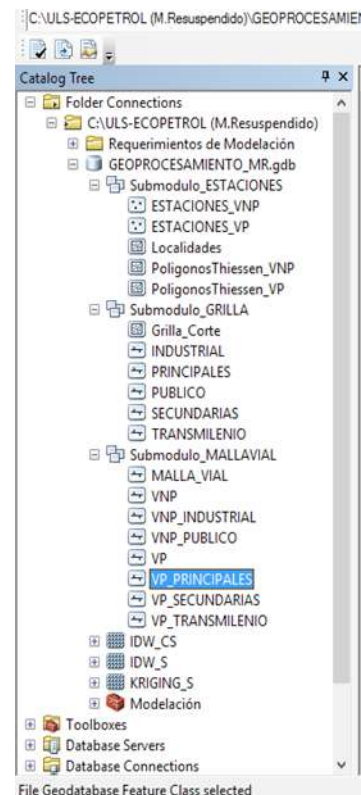 C:\ULS-ECOPETROL (M.Resuspendido)\GEOPROCESAMIE
Catalog Tree
Folder Connections
C:\ULS-ECOPETROL (M.Resuspendido)
Requerimientos de Modelación
GEOPROCESAMIENTO_MR.gdb
Submodulo_ESTACIONES
ESTACIONES_VNP
ESTACIONES_VP
Localidades
PoligonosThiessen_VNP
PoligonosThiessen_VP
Submodulo_GRILLA
Grilla_Corte
INDUSTRIAL
PRINCIPALES
PUBLICO
SECUNDARIAS
TRANSMILENIO
Submodulo_MALLAVIAL
MALLA_VIAL
VNP
VNP_INDUSTRIAL
VNP_PUBLICO
VP
VP_PRINCIPALES
VP_SECUNDARIAS
VP_TRANSMILENIO
IDW_CS
IDW_S
KRIGING_S
Modelación
Toolboxes
Database Servers
Database Connections
File Geodatabase Feature Class selected